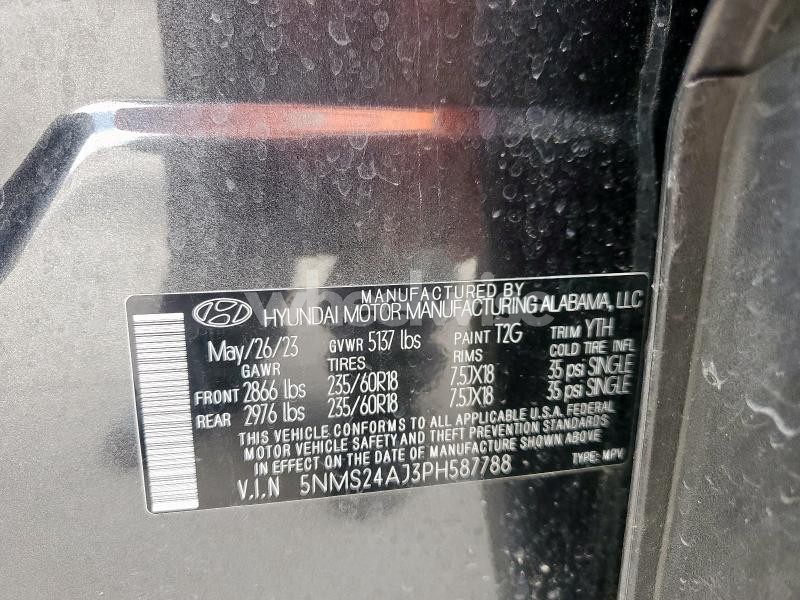 MANUFACTURED BY
HYUNDAI MOTOR MANUFACTURING ALABAMA, LLC
May/26/23 GVWR 5137 lbs PAINT T2G TRIM YTH
GAWR TIRES RIMS COLD TIRE INFL
FRONT 2866 lbs 235/60R18 7.5JX18 35 psi SINGLE
REAR 2976 lbs 235/60R18 7.5JX18 35 psi SINGLE
THIS VEHICLE CONFORMS TO ALL APPLICABLE U.S.A. FEDERAL
MOTOR VEHICLE SAFETY AND THEFT PREVENTION STANDARDS
IN EFFECT ON THE DATE OF MANUFACTURE SHOWN ABOVE
V.I.N 5NMS24AJ3PH587788 TYPE: MPV